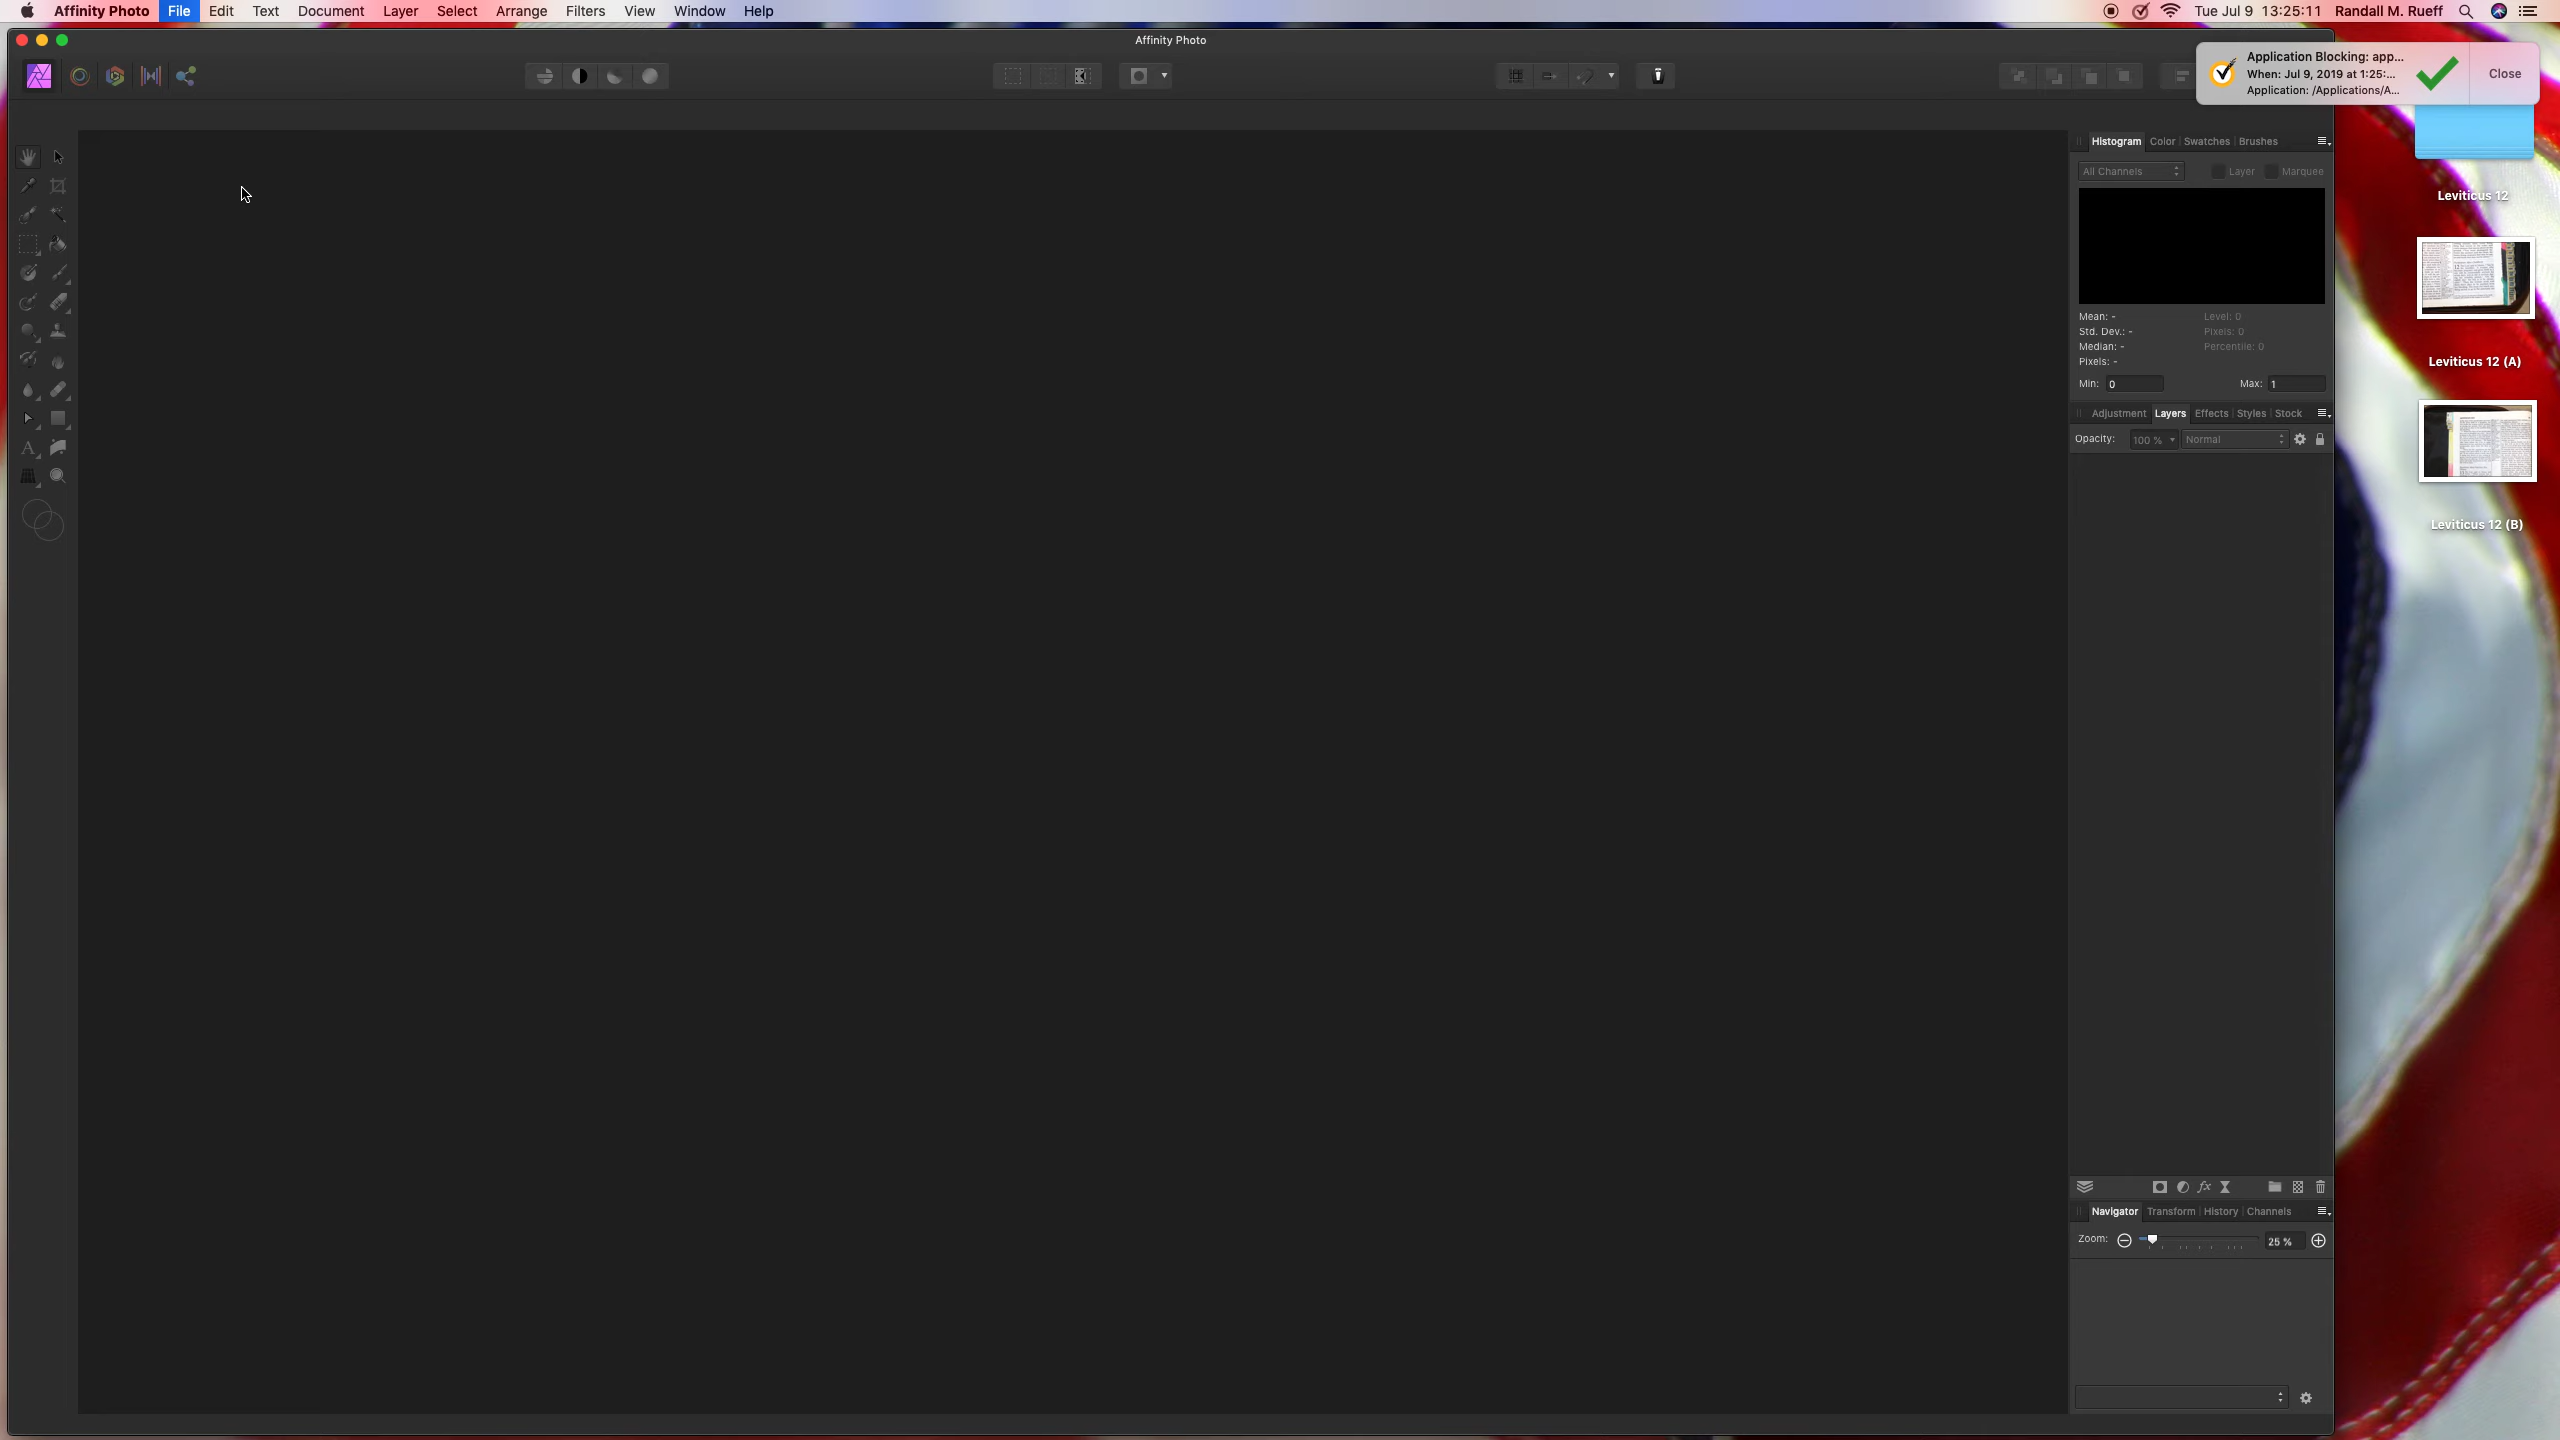 Affinity Photo File Edit Text Document Layer Select Arrange Filters View Window Help Tue Jul 9 13:25:11 Randall M. Rueff
Affinity Photo
Application Blocking: app...
When: Jul 9, 2019 at 1:25:...
Application: /Applications/A...
Close
Histogram Color Swatches Brushes
All Channels Layer Marquee
Mean: - Level: 0
Std. Dev.: - Pixels: 0
Median: - Percentile: 0
Pixels: -
Min: 0 Max: 1
Adjustment Layers Effects Styles Stock
Opacity: 100 % Normal
fx
Navigator Transform History Channels
Zoom: 25 %
Leviticus 12
Leviticus 12 (A)
Leviticus 12 (B)